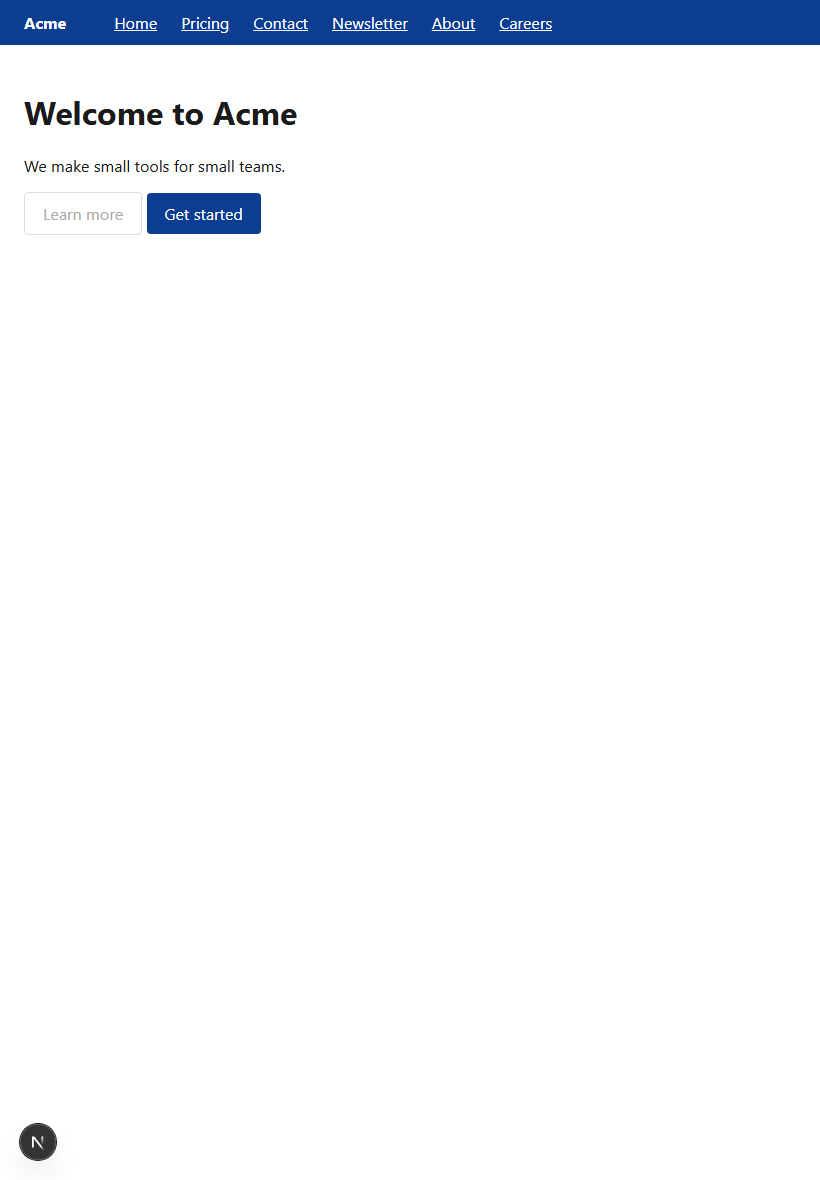 Acme Home Pricing Contact Newsletter About Careers
Welcome to Acme
We make small tools for small teams.
Learn more Get started
N